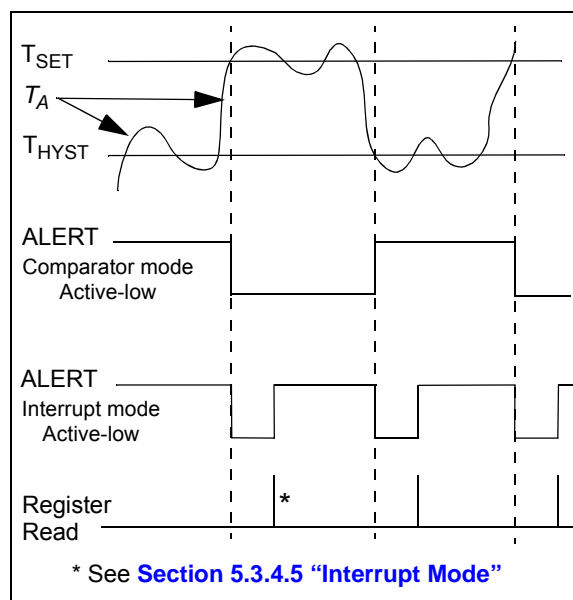 TSET
TA
THYST
ALERT
Comparator mode
Active-low
ALERT
Interrupt mode
Active-low
Register
Read
*
* See Section 5.3.4.5 “Interrupt Mode”